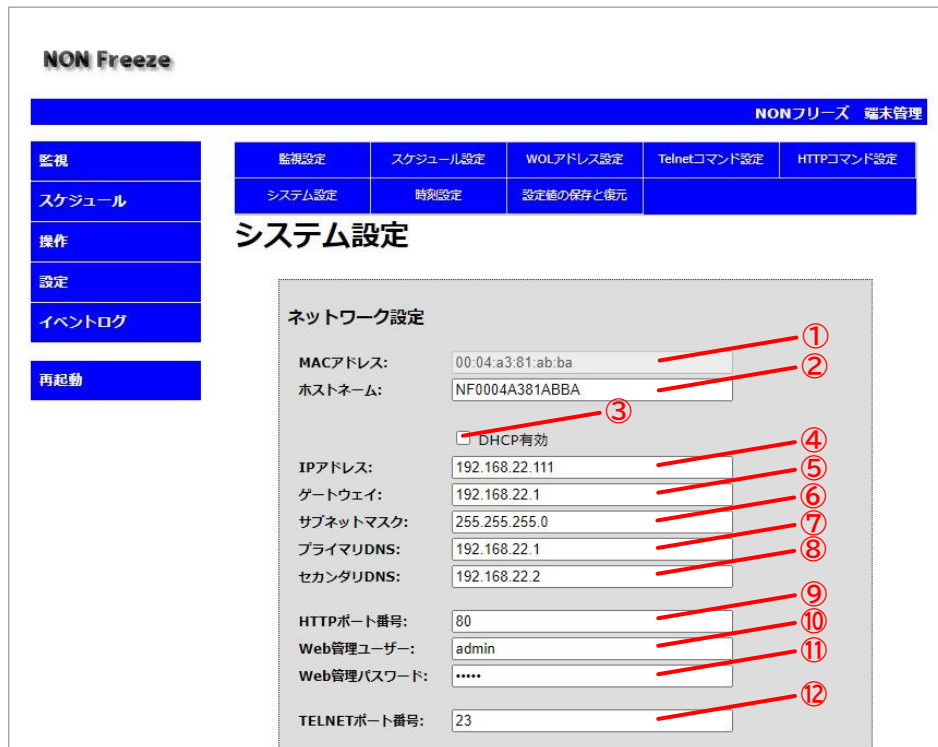 NON Freeze
NONフリーズ 端末管理
監視
スケジュール
操作
設定
イベントログ
再起動
監視設定 スケジュール設定 WOLアドレス設定 Telnetコマンド設定 HTTPコマンド設定
システム設定 時刻設定 設定値の保存と復元
システム設定
ネットワーク設定
MACアドレス: 00:04:a3:81:ab:ba ①
ホストネーム: NF0004A381ABBA ②
DHCP有効 ③
IPアドレス: 192.168.22.111 ④
ゲートウェイ: 192.168.22.1 ⑤
サブネットマスク: 255.255.255.0 ⑥
プライマリDNS: 192.168.22.1 ⑦
セカンダリDNS: 192.168.22.2 ⑧
HTTPポート番号: 80 ⑨
Web管理ユーザー: admin ⑩
Web管理パスワード: ••••• ⑪
TELNETポート番号: 23 ⑫